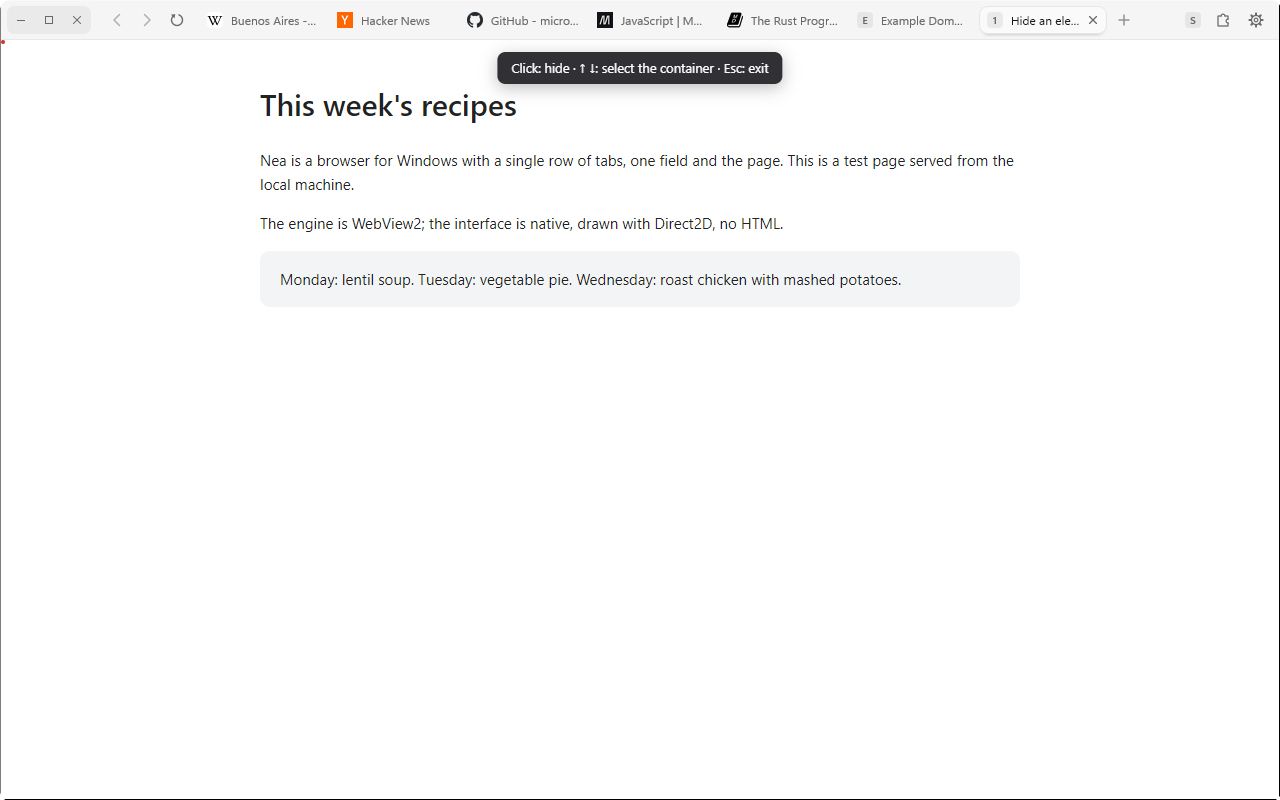 Buenos Aires -...
Hacker News
GitHub - micro...
JavaScript | M...
The Rust Progr...
E Example Dom...
1 Hide an ele...
S
Click: hide · ↑ ↓: select the container · Esc: exit
This week's recipes
Nea is a browser for Windows with a single row of tabs, one field and the page. This is a test page served from the
local machine.
The engine is WebView2; the interface is native, drawn with Direct2D, no HTML.
Monday: lentil soup. Tuesday: vegetable pie. Wednesday: roast chicken with mashed potatoes.